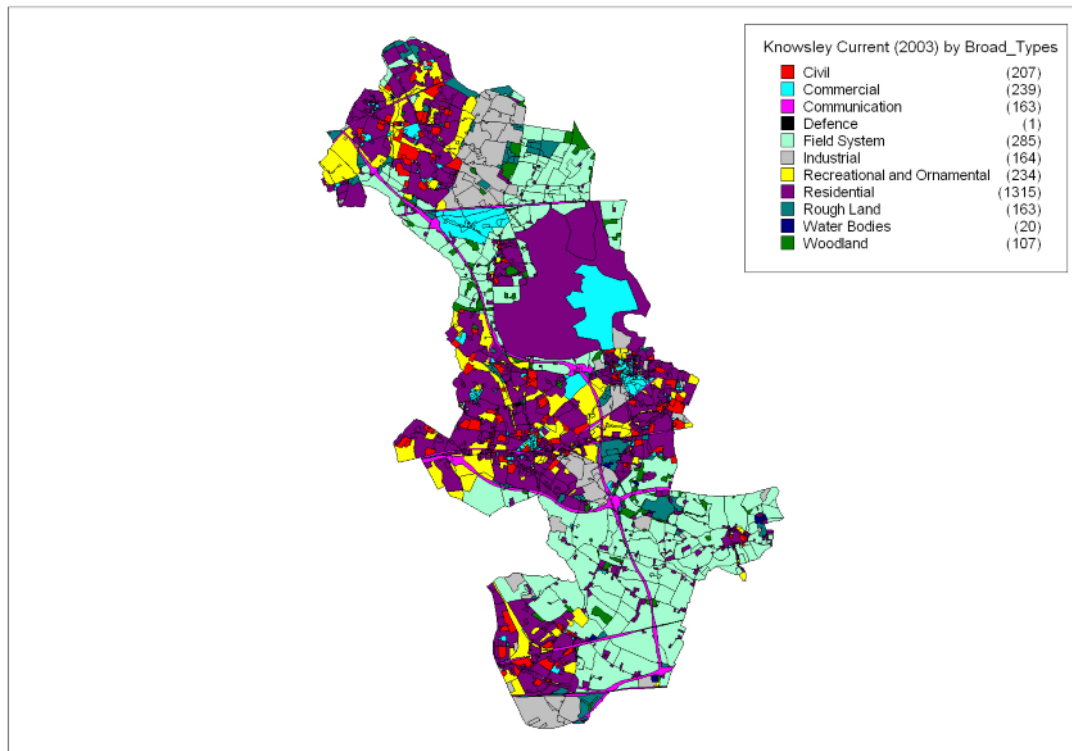 Knowsley Current (2003) by Broad_Types
Civil (207)
Commercial (239)
Communication (163)
Defence (1)
Field System (285)
Industrial (164)
Recreational and Ornamental (234)
Residential (1315)
Rough Land (163)
Water Bodies (20)
Woodland (107)